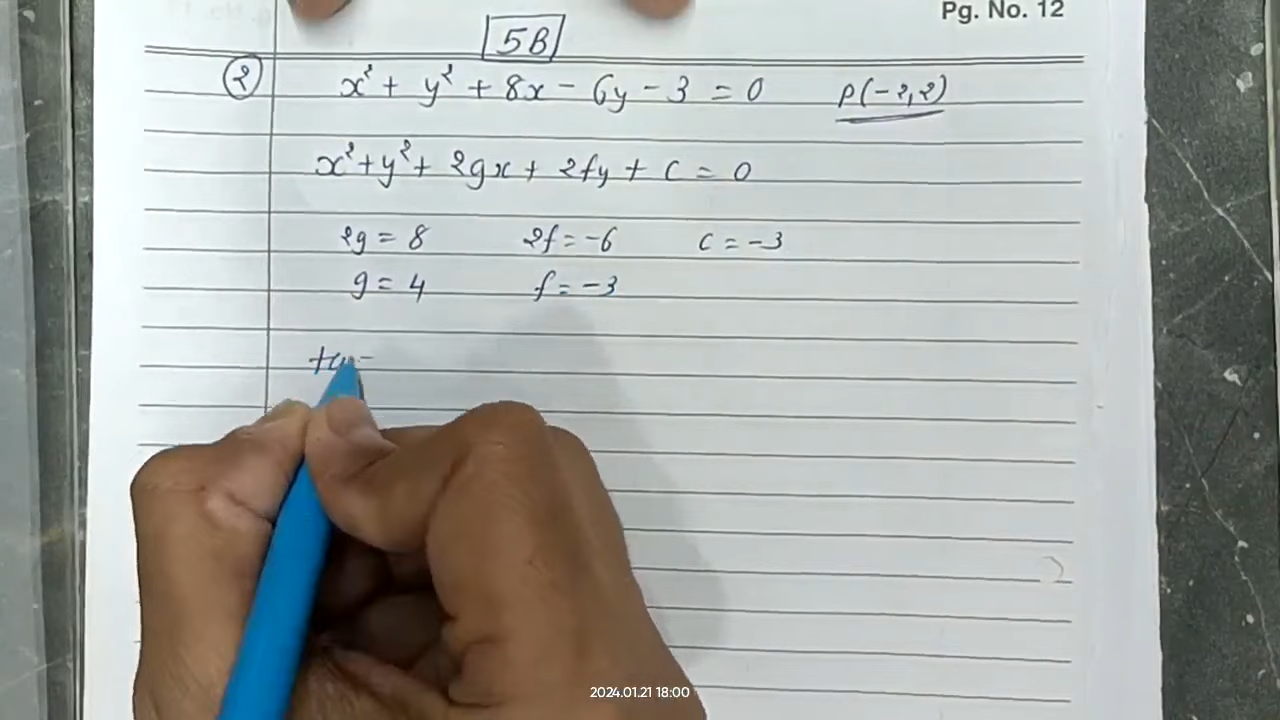 Pg. No. 12
5B
2 x² + y² + 8x - 6y - 3 = 0 P(-2,2)
x² + y² + 2gx + 2fy + c = 0
2g = 8 2f = -6 c = -3
g = 4 f = -3
2024.01.21 18:00